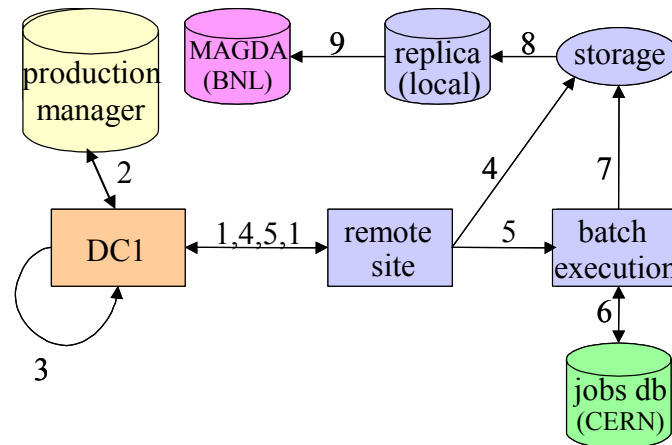 MAGDA
(BNL)
9
replica
(local)
8
storage
production
manager
2
4
7
DC1
1,4,5,1
remote
site
5
batch
execution
3
6
jobs db
(CERN)